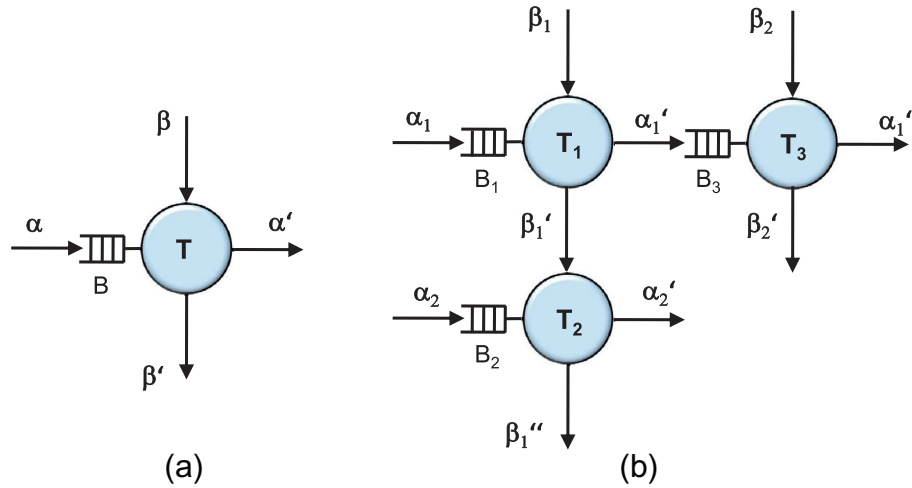 β₁ β₂
β
α₁ T₁ α₁′ T₃ α₁′
B₁ B₃
α T α′
B
β₁′ β₂′
α₂ T₂ α₂′
B₂
β′
β₁″
(a) (b)